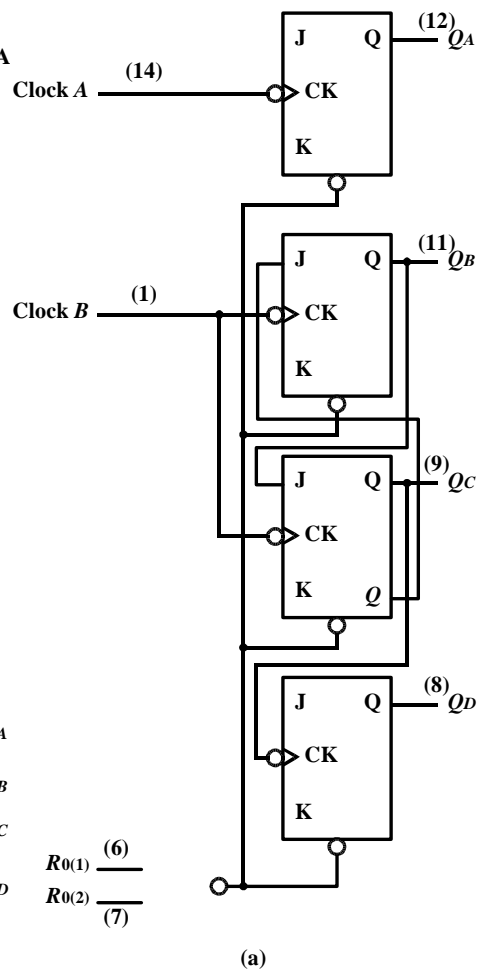 (12)
J Q QA
A
(14)
Clock A CK
K
(11)
J Q QB
(1)
Clock B CK
K
(9)
J Q QC
CK
K Q
(8)
J Q QD
A
CK
B
K
C
(6)
R0(1)
D R0(2)
(7)
(a)